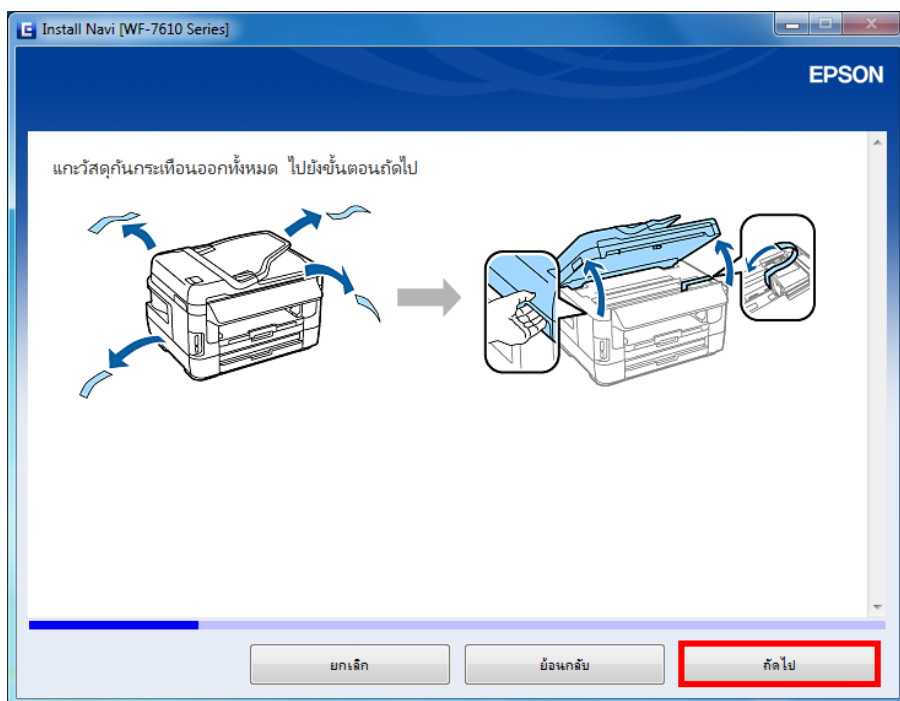 Install Navi [WF-7610 Series]
EPSON
แกะวัสดุกันกระเทือนออกทั้งหมด ไปยังขั้นตอนถัดไป
ยกเลิก
ย้อนกลับ
ถัดไป